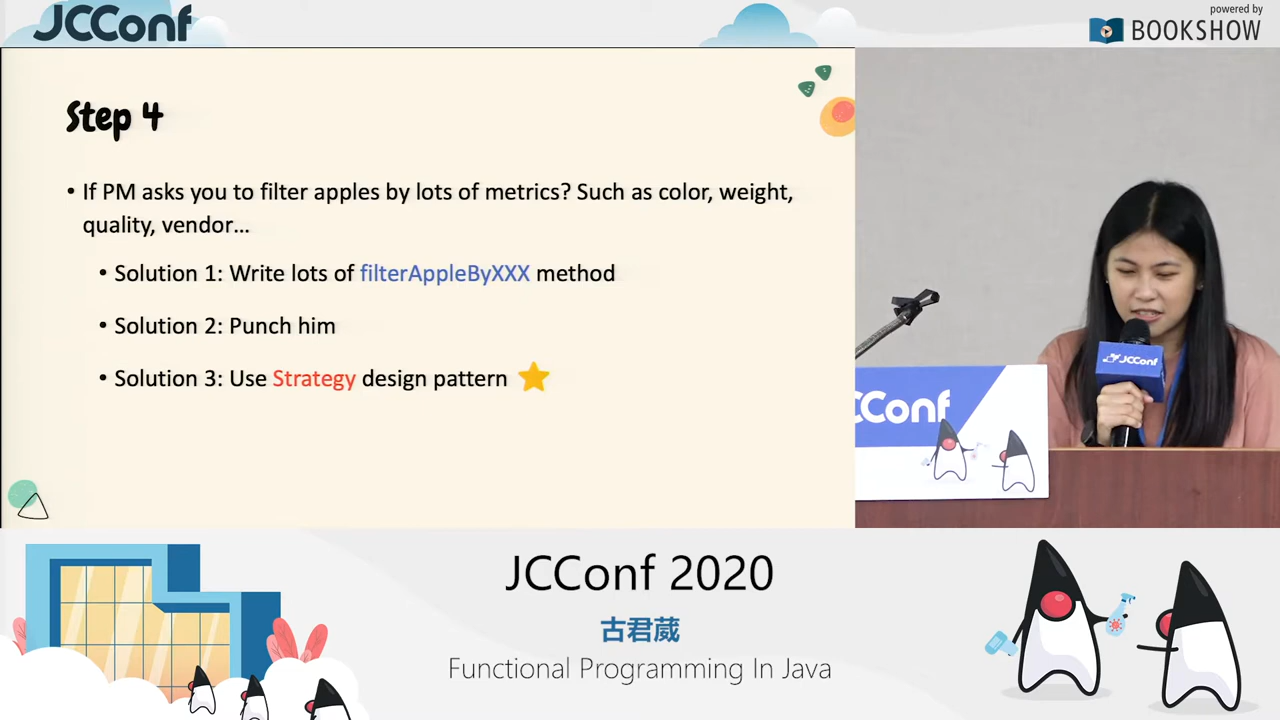 JCConf
powered by
BOOKSHOW
Step 4
• If PM asks you to filter apples by lots of metrics? Such as color, weight,
quality, vendor...
• Solution 1: Write lots of filterAppleByXXX method
• Solution 2: Punch him
• Solution 3: Use Strategy design pattern
JCConf
CConf
JCConf 2020
古君葳
Functional Programming In Java